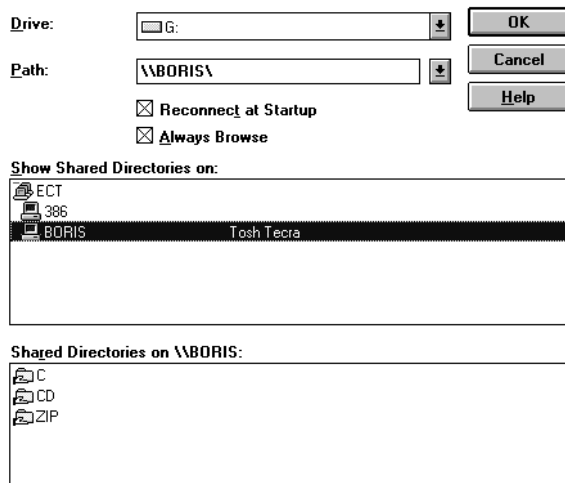 Drive: G: OK
Path: \\BORIS\ Cancel
Help
Reconnect at Startup
Always Browse
Show Shared Directories on:
ECT
386
BORIS Tosh Tecra
Shared Directories on \\BORIS:
C
CD
ZIP